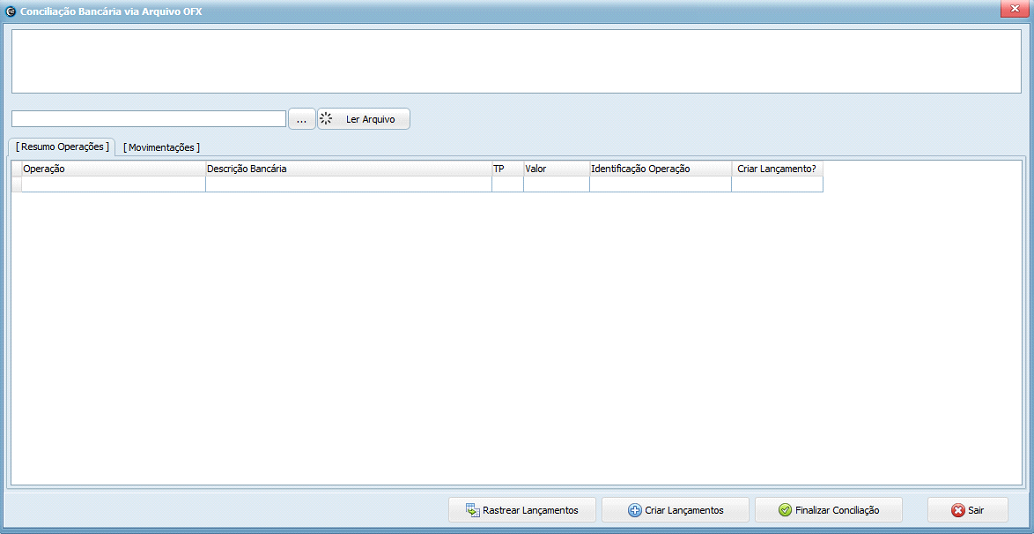 Conciliação Bancária via Arquivo OFX
... Ler Arquivo
[ Resumo Operações ] [ Movimentações ]
Operação Descrição Bancária TP Valor Identificação Operação Criar Lançamento?
Rastrear Lançamentos Criar Lançamentos Finalizar Conciliação Sair